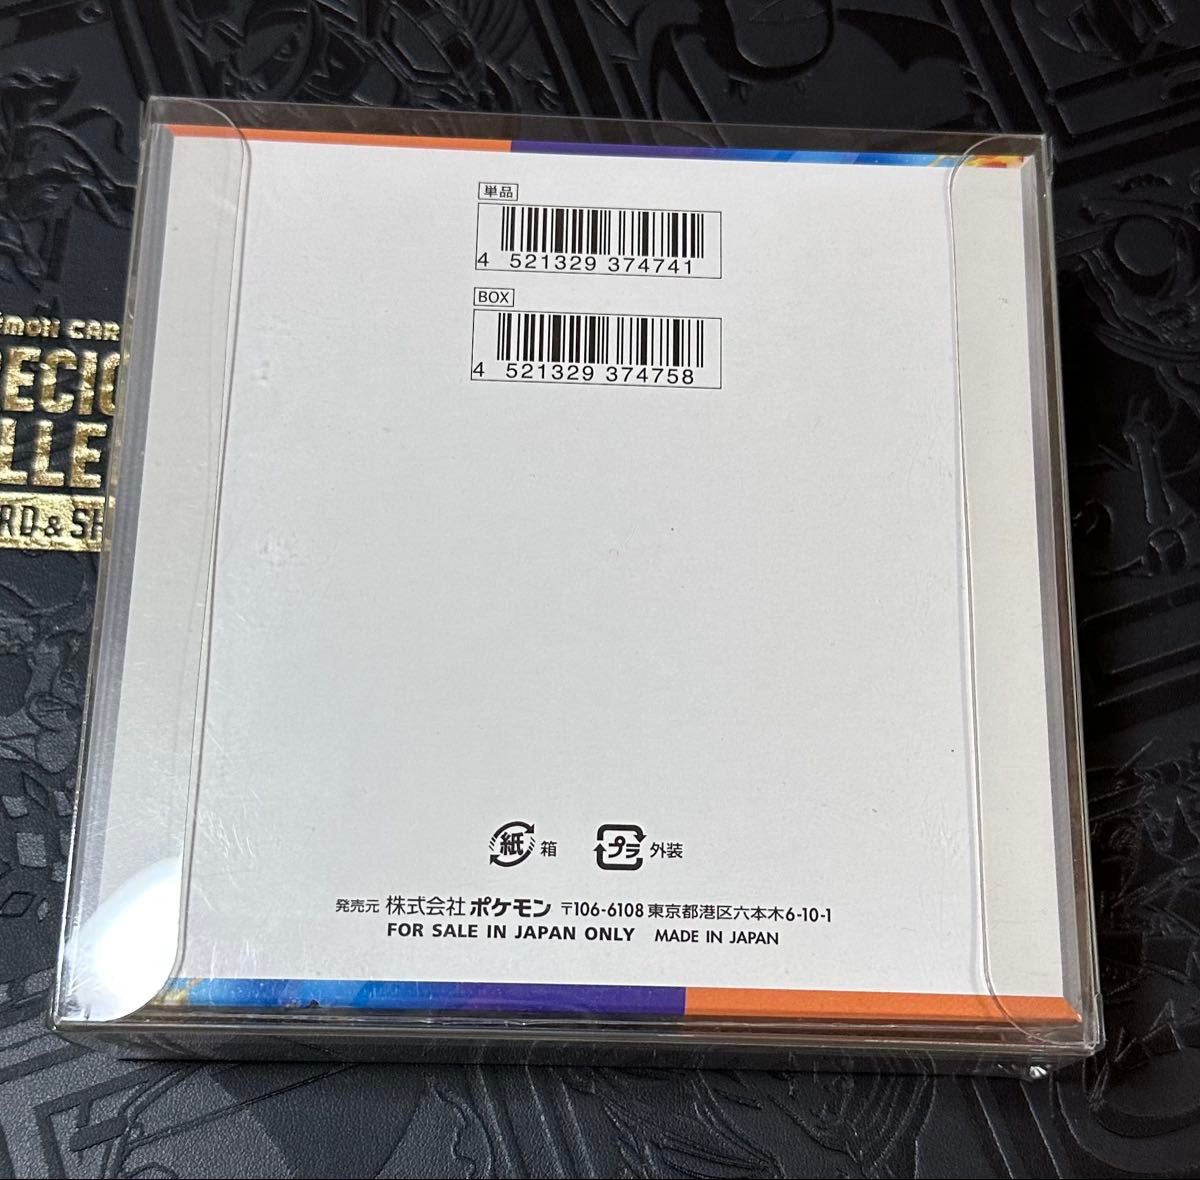 単品
4 521329 374741
BOX
4 521329 374758
紙 箱
プラ 外装
発売元 株式会社ポケモン 〒106-6108 東京都港区六本木6-10-1
FOR SALE IN JAPAN ONLY MADE IN JAPAN